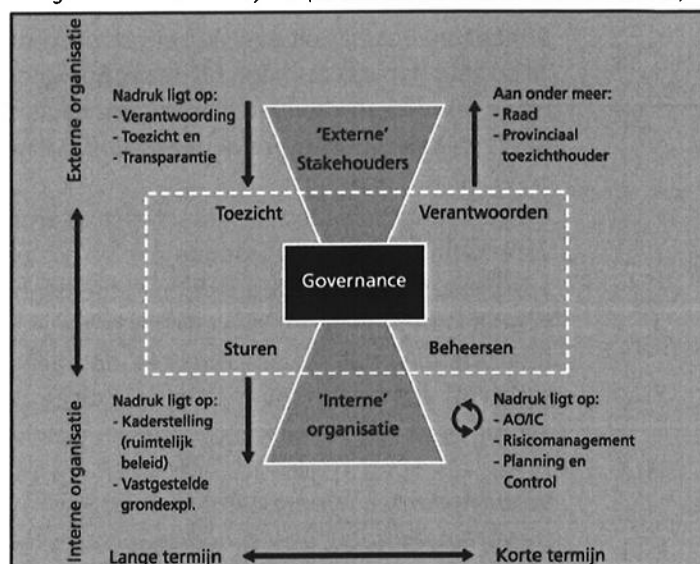 Externe organisatie
Nadruk ligt op:
- Verantwoording
- Toezicht en
- Transparantie
'Externe'
Stakehouders
Aan onder meer:
- Raad
- Provinciaal
toezichthouder
Toezicht
Verantwoorden
Governance
Sturen
Beheersen
Interne organisatie
Nadruk ligt op:
- Kaderstelling
(ruimtelijk
beleid)
- Vastgestelde
grondexpl.
'Interne'
organisatie
Nadruk ligt op:
- AO/IC
- Risicomanagement
- Planning en
Control
Lange termijn
Korte termijn